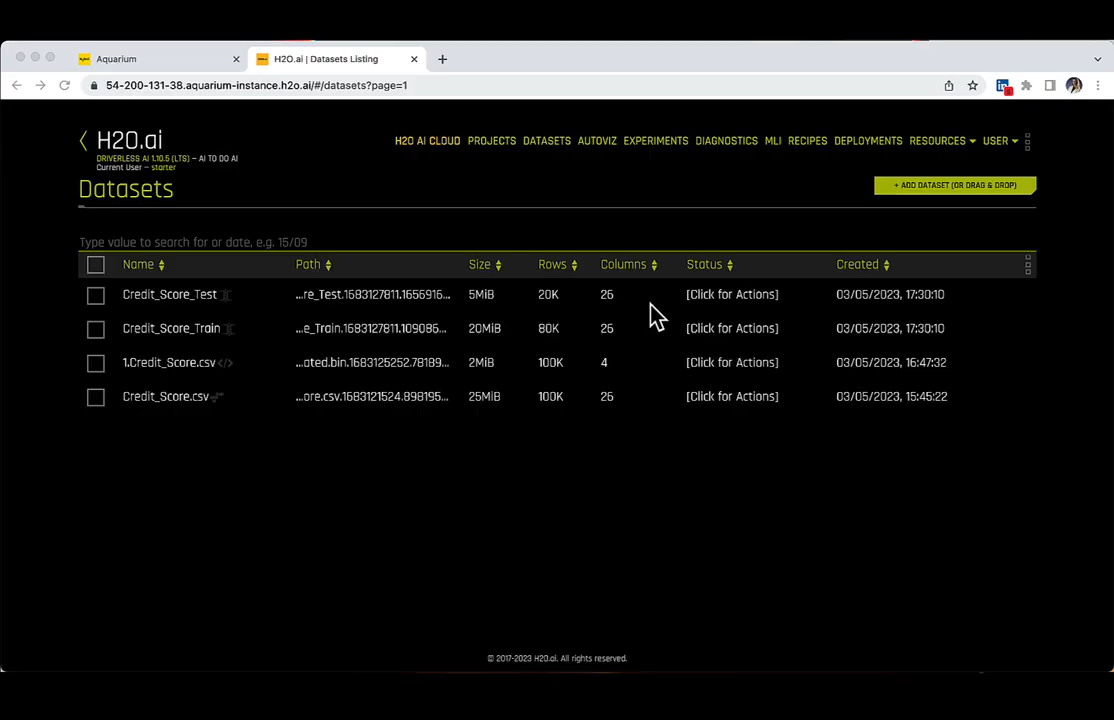 Aquarium
H2O.ai | Datasets Listing
54-200-131-38.aquarium-instance.h2o.ai/#/datasets?page=1
H2O.ai
DRIVERLESS AI 1.10.5 (LTS) – AI TO DO AI
Current User – starter
H2O AI CLOUD PROJECTS DATASETS AUTOVIZ EXPERIMENTS DIAGNOSTICS MLI RECIPES DEPLOYMENTS RESOURCES USER
Datasets
+ ADD DATASET (OR DRAG & DROP)
Type value to search for or date, e.g. 15/09
Name Path Size Rows Columns Status Created
Credit_Score_Test ...re_Test.1683127811.1656916... 5MiB 20K 26 [Click for Actions] 03/05/2023, 17:30:10
Credit_Score_Train ...e_Train.1683127811.109086... 20MiB 80K 26 [Click for Actions] 03/05/2023, 17:30:10
1.Credit_Score.csv ...ated.bin.1683125252.78189... 2MiB 100K 4 [Click for Actions] 03/05/2023, 16:47:32
Credit_Score.csv ...ore.csv.1683121524.898195... 25MiB 100K 26 [Click for Actions] 03/05/2023, 15:45:22
© 2017-2023 H2O.ai. All rights reserved.